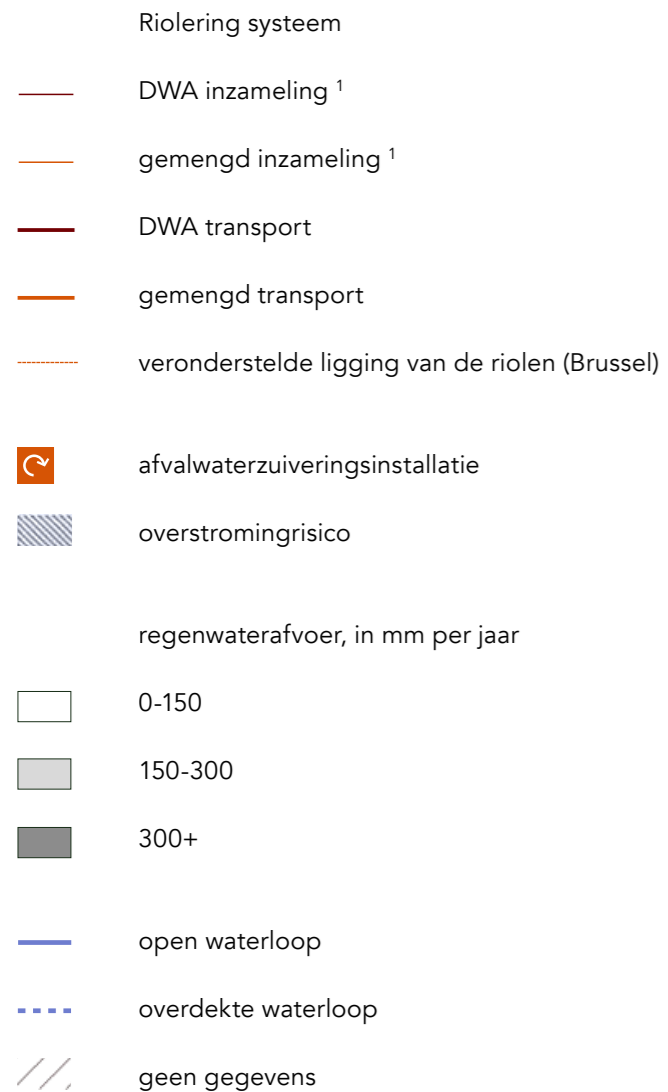 Riolering systeem
DWA inzameling ¹
gemengd inzameling ¹
DWA transport
gemengd transport
veronderstelde ligging van de riolen (Brussel)
afvalwaterzuiveringsinstallatie
overstromingrisico
regenwaterafvoer, in mm per jaar
0-150
150-300
300+
open waterloop
overdekte waterloop
geen gegevens